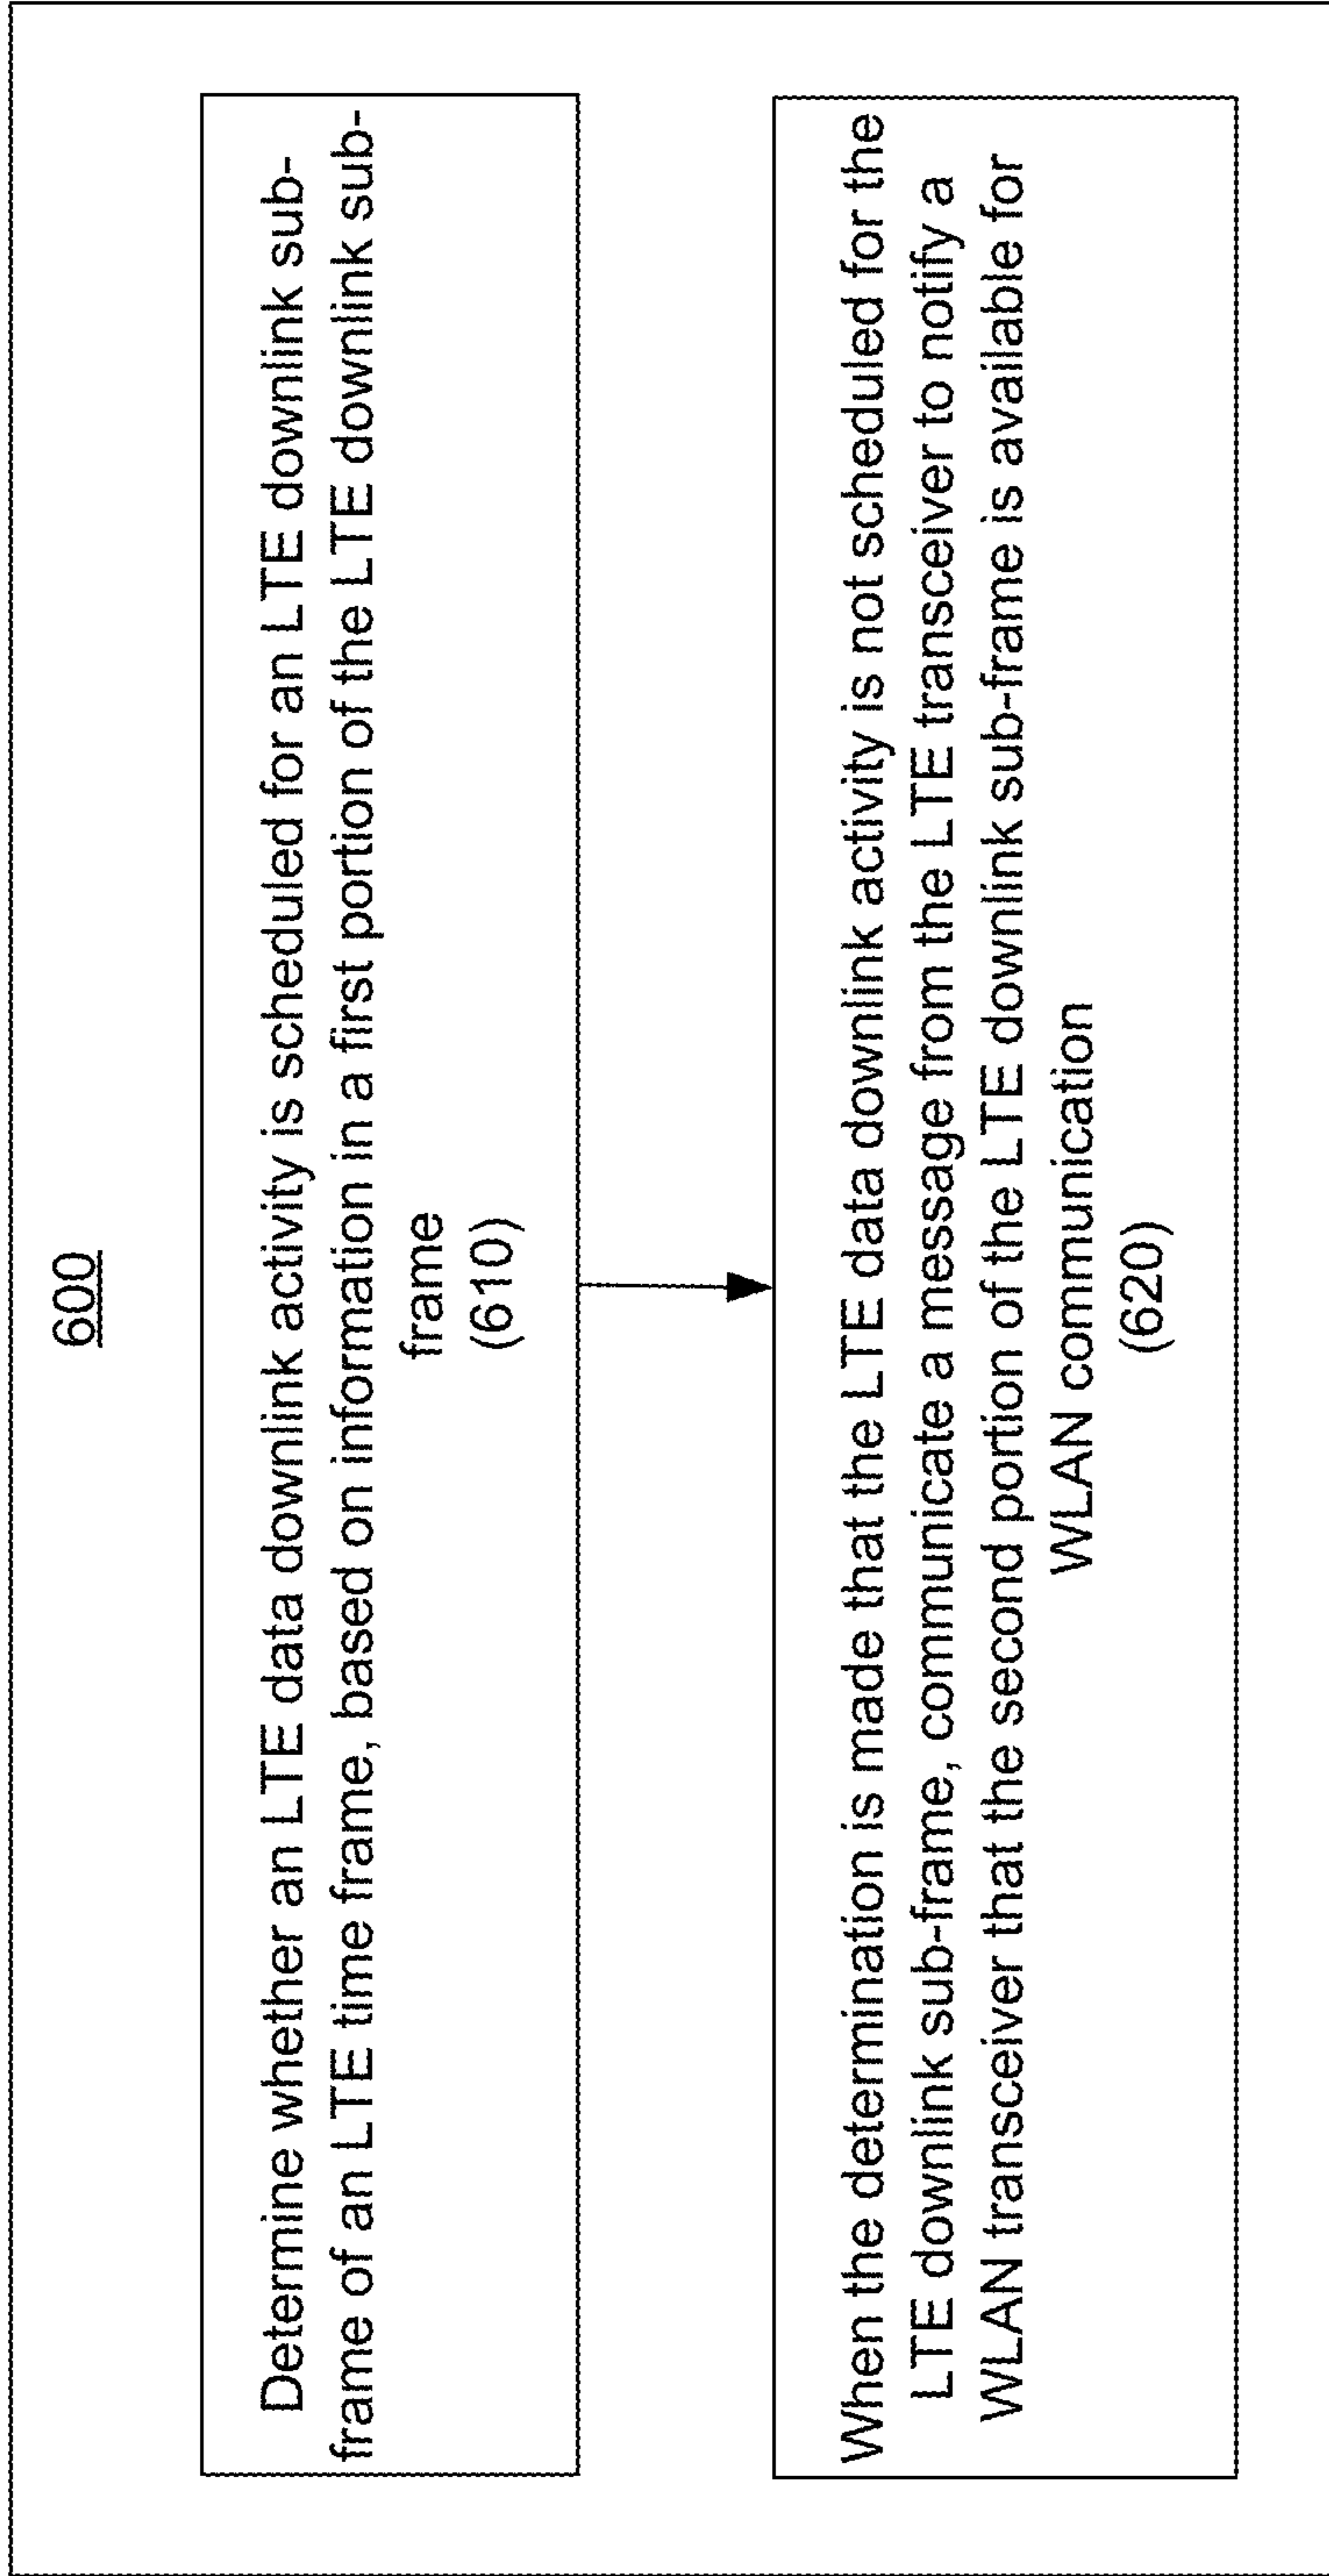 600
Determine whether an LTE data downlink activity is scheduled for an LTE downlink sub-
frame of an LTE time frame, based on information in a first portion of the LTE downlink sub-
frame
(610)
When the determination is made that the LTE data downlink activity is not scheduled for the
LTE downlink sub-frame, communicate a message from the LTE transceiver to notify a
WLAN transceiver that the second portion of the LTE downlink sub-frame is available for
WLAN communication
(620)